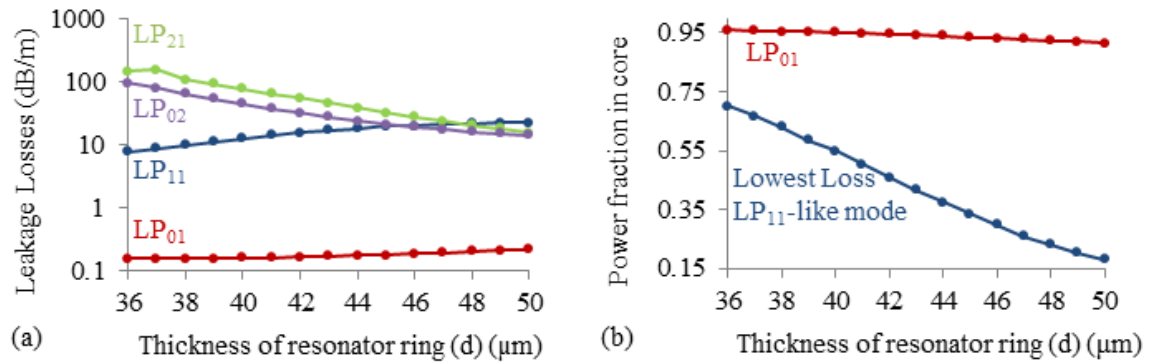 1000
100
10
1
0.1
Leakage Losses (dB/m)
LP21
LP02
LP11
LP01
36 38 40 42 44 46 48 50
(a) Thickness of resonator ring (d) (μm)
0.95
0.75
0.55
0.35
0.15
Power fraction in core
LP01
Lowest Loss
LP11-like mode
36 38 40 42 44 46 48 50
(b) Thickness of resonator ring (d) (μm)